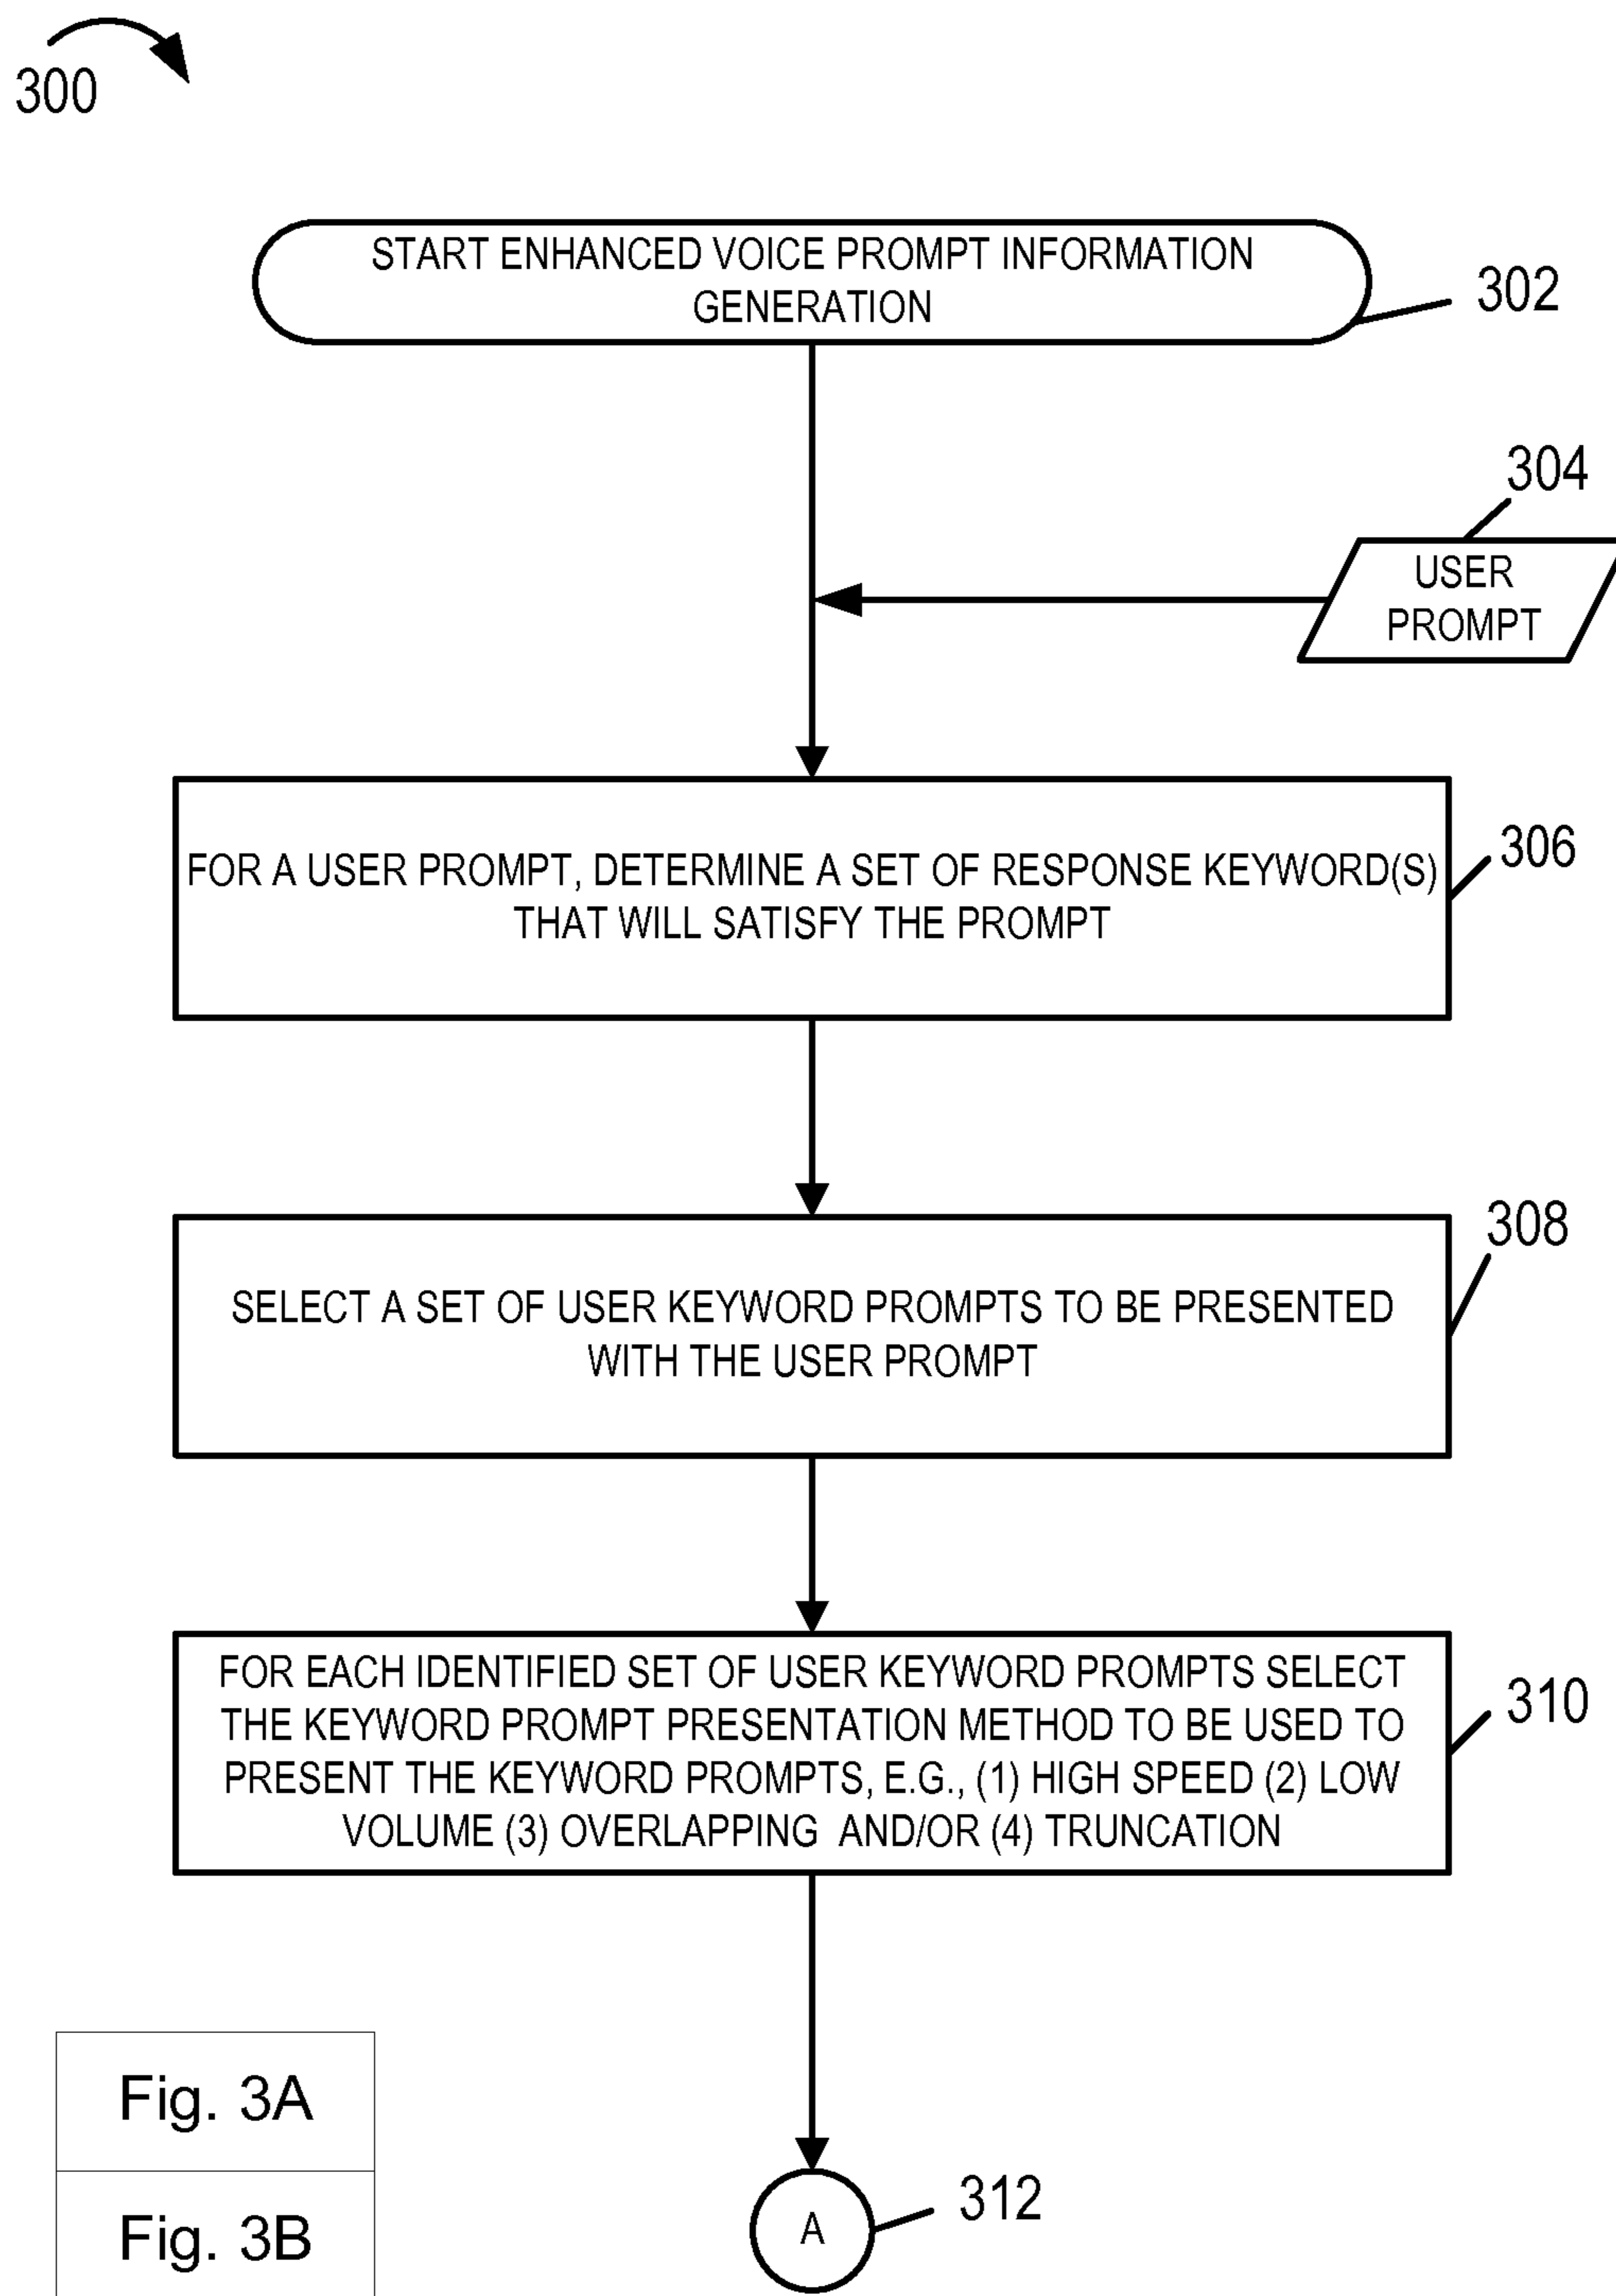 300
START ENHANCED VOICE PROMPT INFORMATION
GENERATION
302
304
USER
PROMPT
FOR A USER PROMPT, DETERMINE A SET OF RESPONSE KEYWORD(S)
THAT WILL SATISFY THE PROMPT
306
308
SELECT A SET OF USER KEYWORD PROMPTS TO BE PRESENTED
WITH THE USER PROMPT
FOR EACH IDENTIFIED SET OF USER KEYWORD PROMPTS SELECT
THE KEYWORD PROMPT PRESENTATION METHOD TO BE USED TO
PRESENT THE KEYWORD PROMPTS, E.G., (1) HIGH SPEED (2) LOW
VOLUME (3) OVERLAPPING AND/OR (4) TRUNCATION
310
Fig. 3A
Fig. 3B
A
312